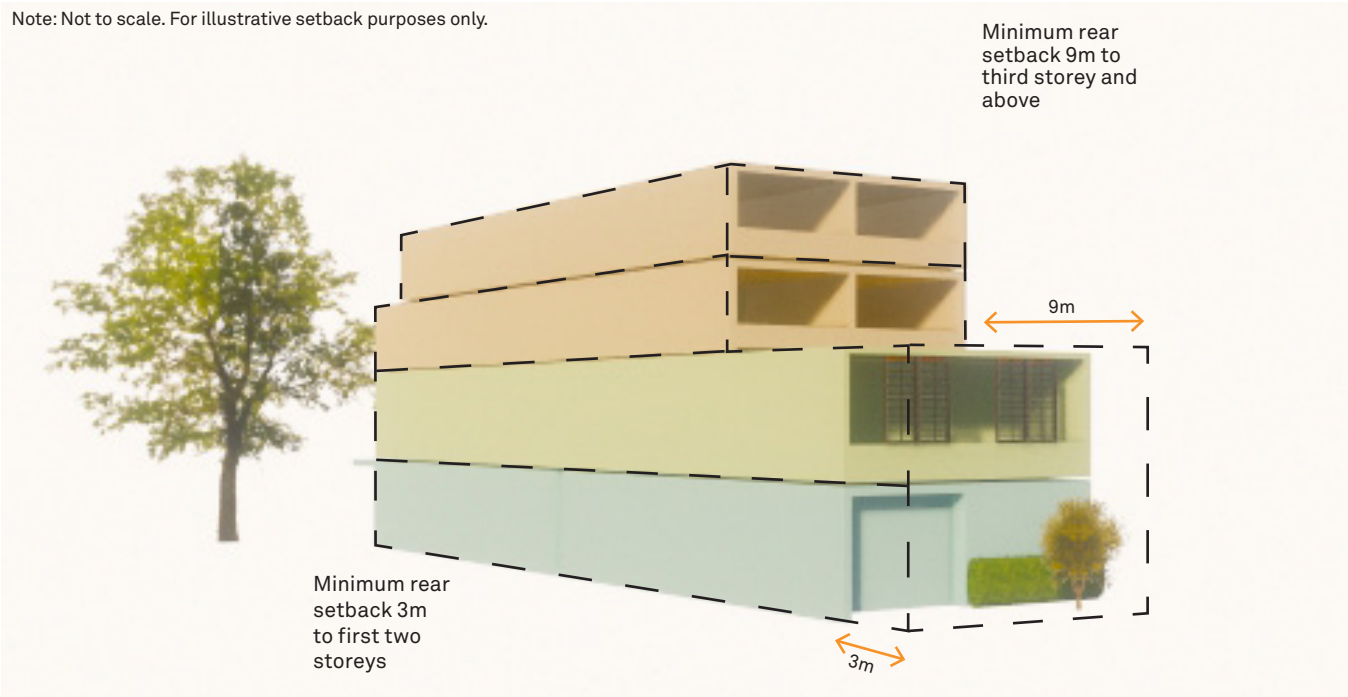 Note: Not to scale. For illustrative setback purposes only.
Minimum rear
setback 9m to
third storey and
above
9m
Minimum rear
setback 3m
to first two
storeys
3m